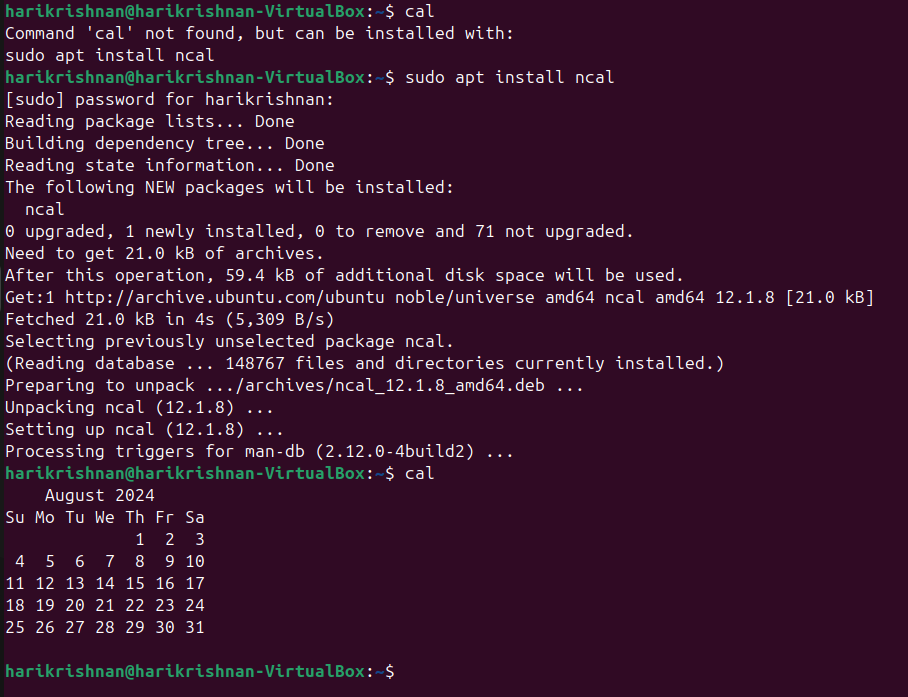 harikrishnan@harikrishnan-VirtualBox:~$ cal
Command 'cal' not found, but can be installed with:
sudo apt install ncal
harikrishnan@harikrishnan-VirtualBox:~$ sudo apt install ncal
[sudo] password for harikrishnan:
Reading package lists... Done
Building dependency tree... Done
Reading state information... Done
The following NEW packages will be installed:
  ncal
0 upgraded, 1 newly installed, 0 to remove and 71 not upgraded.
Need to get 21.0 kB of archives.
After this operation, 59.4 kB of additional disk space will be used.
Get:1 http://archive.ubuntu.com/ubuntu noble/universe amd64 ncal amd64 12.1.8 [21.0 kB]
Fetched 21.0 kB in 4s (5,309 B/s)
Selecting previously unselected package ncal.
(Reading database ... 148767 files and directories currently installed.)
Preparing to unpack .../archives/ncal_12.1.8_amd64.deb ...
Unpacking ncal (12.1.8) ...
Setting up ncal (12.1.8) ...
Processing triggers for man-db (2.12.0-4build2) ...
harikrishnan@harikrishnan-VirtualBox:~$ cal
    August 2024
Su Mo Tu We Th Fr Sa
             1  2  3
 4  5  6  7  8  9 10
11 12 13 14 15 16 17
18 19 20 21 22 23 24
25 26 27 28 29 30 31
harikrishnan@harikrishnan-VirtualBox:~$